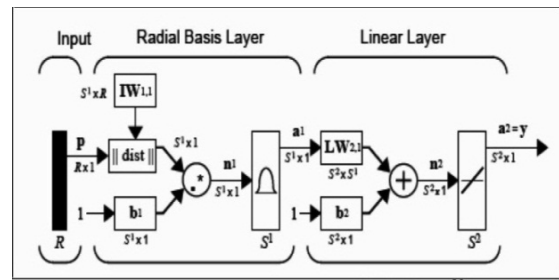 Input Radial Basis Layer Linear Layer
S¹xR IW1,1
p R x 1 || dist || S¹x1 .* n1 S¹x1 a1 S¹x1 LW2,1 S²xS¹ + n2 S²x1 a2=y S²x1
1 b1 S¹x1 1 b2 S²x1
R S¹ S²